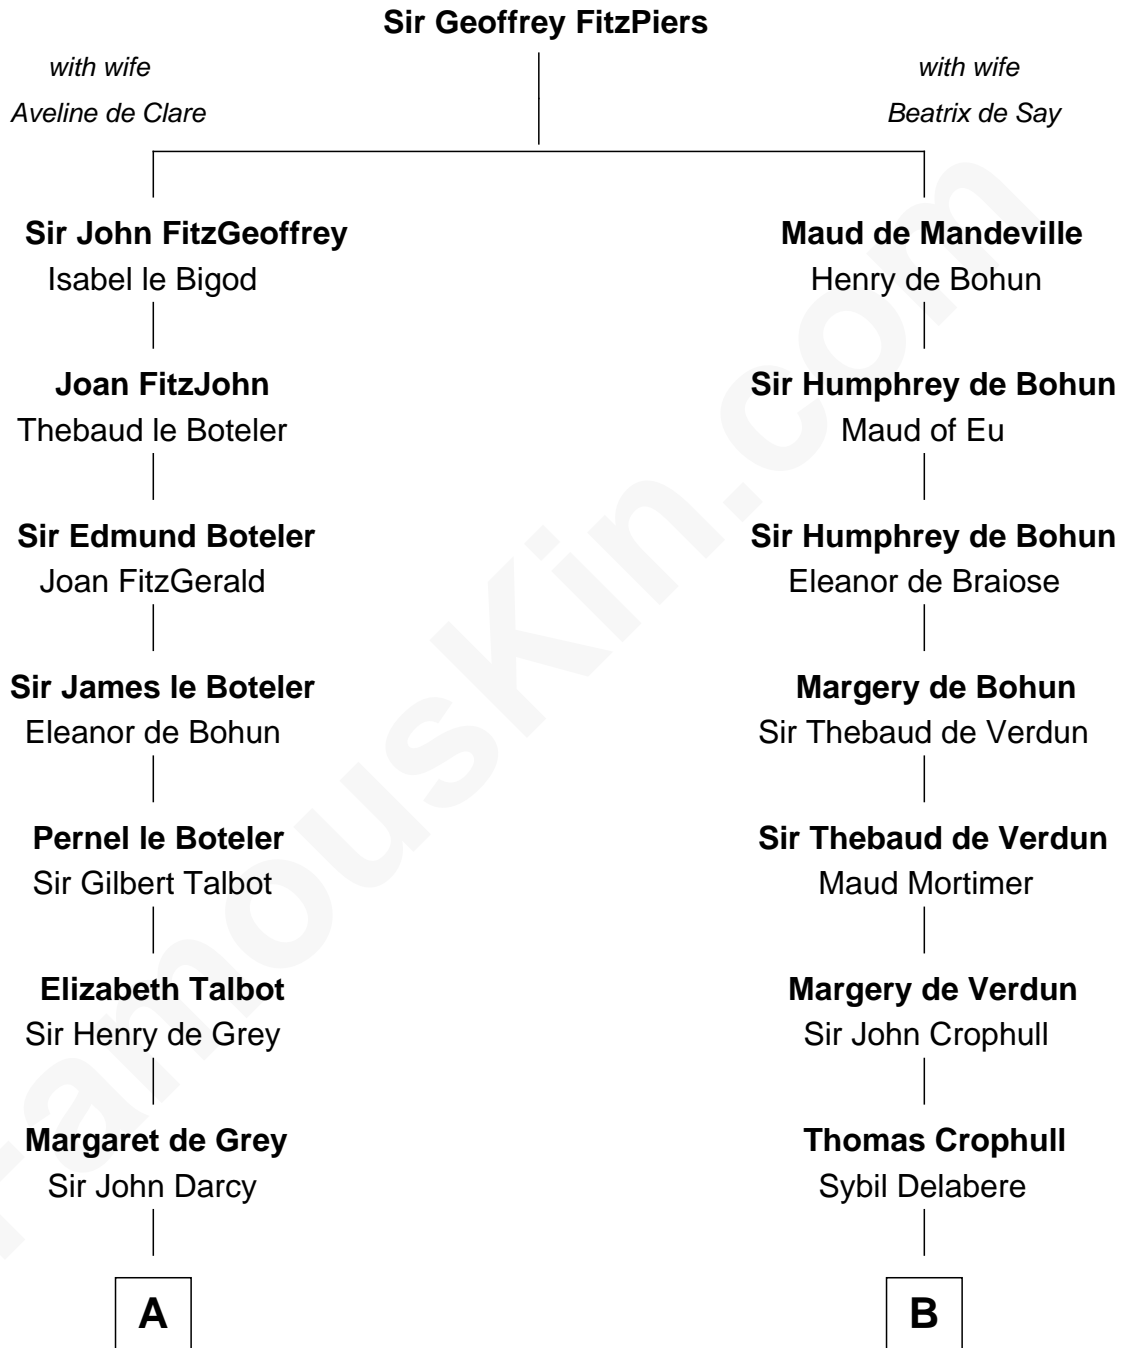 Sir Geoffrey FitzPiers
with wife
Aveline de Clare
with wife
Beatrix de Say
Sir John FitzGeoffrey
Isabel le Bigod
Maud de Mandeville
Henry de Bohun
Joan FitzJohn
Thebaud le Boteler
Sir Humphrey de Bohun
Maud of Eu
Sir Edmund Boteler
Joan FitzGerald
Sir Humphrey de Bohun
Eleanor de Braiose
Sir James le Boteler
Eleanor de Bohun
Margery de Bohun
Sir Thebaud de Verdun
Pernel le Boteler
Sir Gilbert Talbot
Sir Thebaud de Verdun
Maud Mortimer
Elizabeth Talbot
Sir Henry de Grey
Margery de Verdun
Sir John Crophull
Margaret de Grey
Sir John Darcy
Thomas Crophull
Sybil Delabere
A
B
FamousKin.com